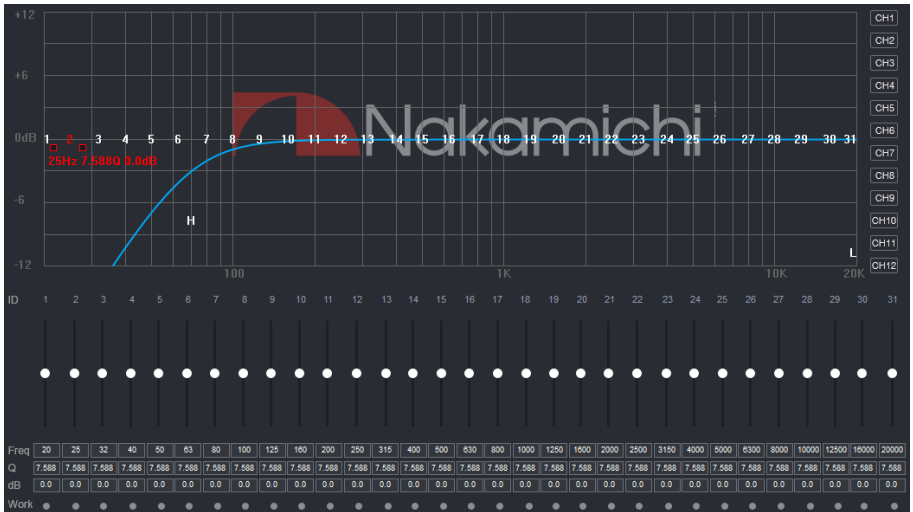 +12
CH1
CH2
+6
CH3
CH4
CH5
Nakamichi
0dB 1 2 3 4 5 6 7 8 9 10 11 12 13 14 15 16 17 18 19 20 21 22 23 24 25 26 27 28 29 30 31 CH6
25Hz 7.588Q 0.0dB
CH7
CH8
-6 CH9
H CH10
CH11
L
-12 CH12
100 1K 10K 20K
ID 1 2 3 4 5 6 7 8 9 10 11 12 13 14 15 16 17 18 19 20 21 22 23 24 25 26 27 28 29 30 31
Freq 20 25 32 40 50 63 80 100 125 160 200 250 315 400 500 630 800 1000 1250 1600 2000 2500 3150 4000 5000 6300 8000 10000 12500 16000 20000
Q 7.588 7.588 7.588 7.588 7.588 7.588 7.588 7.588 7.588 7.588 7.588 7.588 7.588 7.588 7.588 7.588 7.588 7.588 7.588 7.588 7.588 7.588 7.588 7.588 7.588 7.588 7.588 7.588 7.588 7.588 7.588
dB 0.0 0.0 0.0 0.0 0.0 0.0 0.0 0.0 0.0 0.0 0.0 0.0 0.0 0.0 0.0 0.0 0.0 0.0 0.0 0.0 0.0 0.0 0.0 0.0 0.0 0.0 0.0 0.0 0.0 0.0 0.0
Work